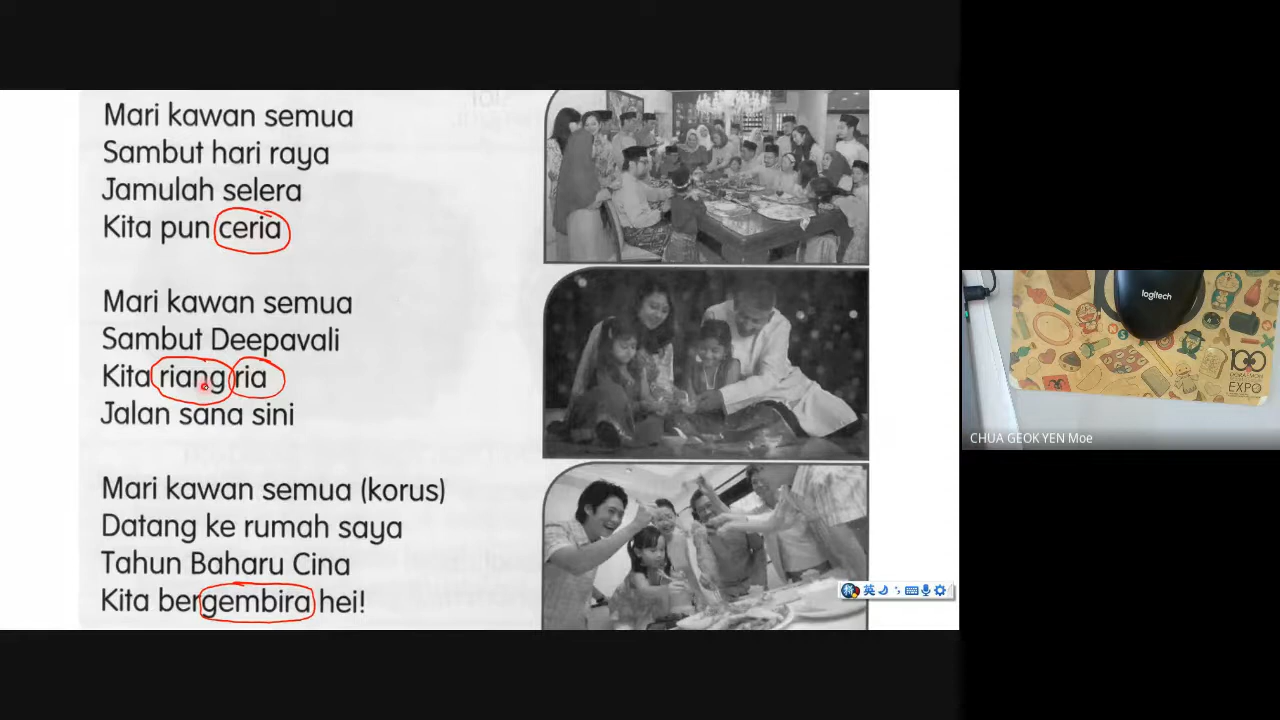 Mari kawan semua
Sambut hari raya
Jamulah selera
Kita pun ceria
Mari kawan semua
Sambut Deepavali
Kita riang ria
Jalan sana sini
Mari kawan semua (korus)
Datang ke rumah saya
Tahun Baharu Cina
Kita bergembira hei!
英
logitech
100
EXPO
CHUA GEOK YEN Moe